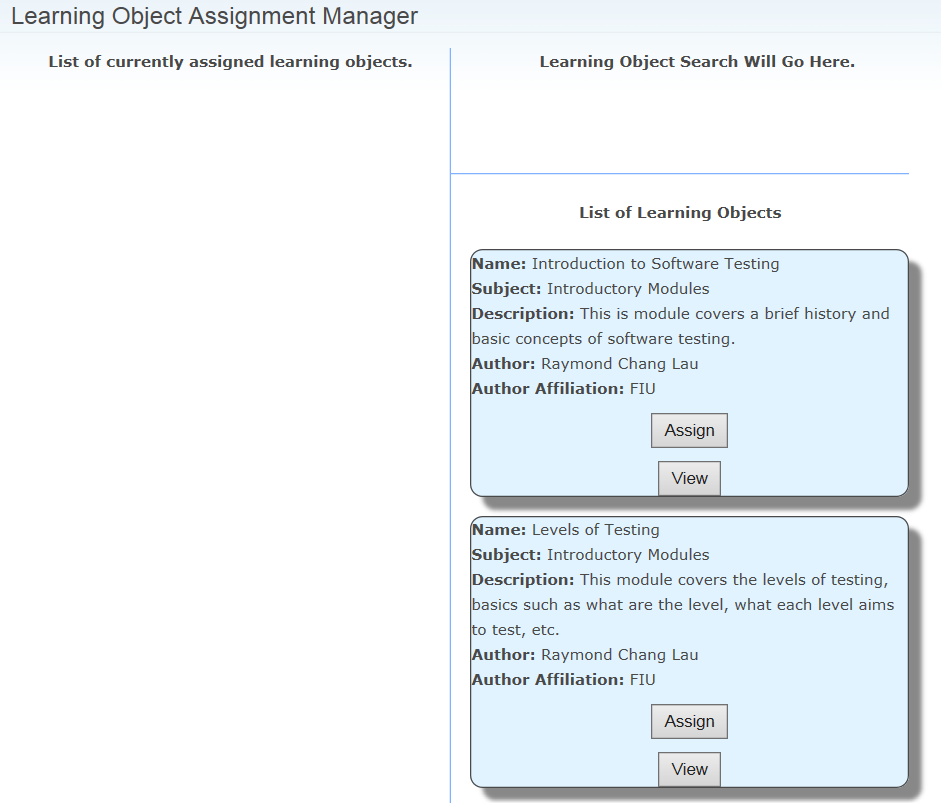 Learning Object Assignment Manager
List of currently assigned learning objects.
Learning Object Search Will Go Here.
List of Learning Objects
Name: Introduction to Software Testing
Subject: Introductory Modules
Description: This is module covers a brief history and
basic concepts of software testing.
Author: Raymond Chang Lau
Author Affiliation: FIU
Assign
View
Name: Levels of Testing
Subject: Introductory Modules
Description: This module covers the levels of testing,
basics such as what are the level, what each level aims
to test, etc.
Author: Raymond Chang Lau
Author Affiliation: FIU
Assign
View